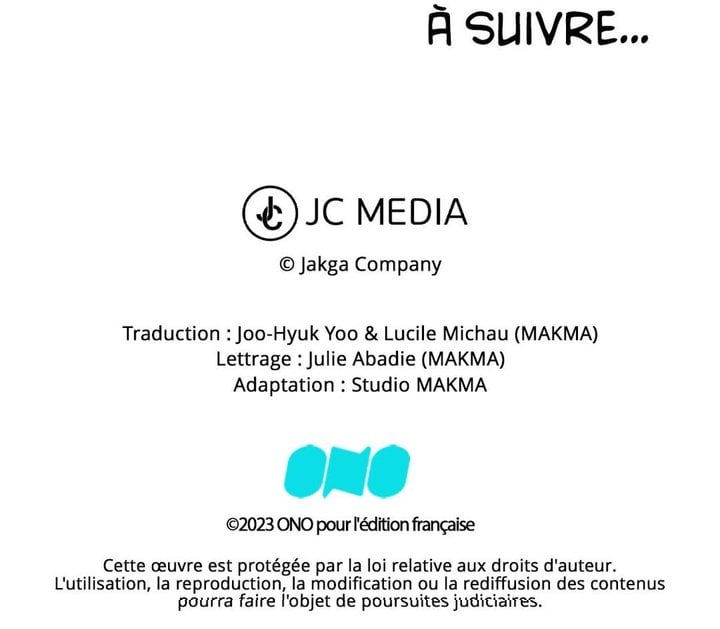 À SUIVRE...
JC JC MEDIA
© Jakga Company
Traduction : Joo-Hyuk Yoo & Lucile Michau (MAKMA)
Lettrage : Julie Abadie (MAKMA)
Adaptation : Studio MAKMA
ONO
©2023 ONO pour l'édition française
Cette œuvre est protégée par la loi relative aux droits d'auteur.
L'utilisation, la reproduction, la modification ou la rediffusion des contenus
pourra faire l'objet de poursuites judiciaires.